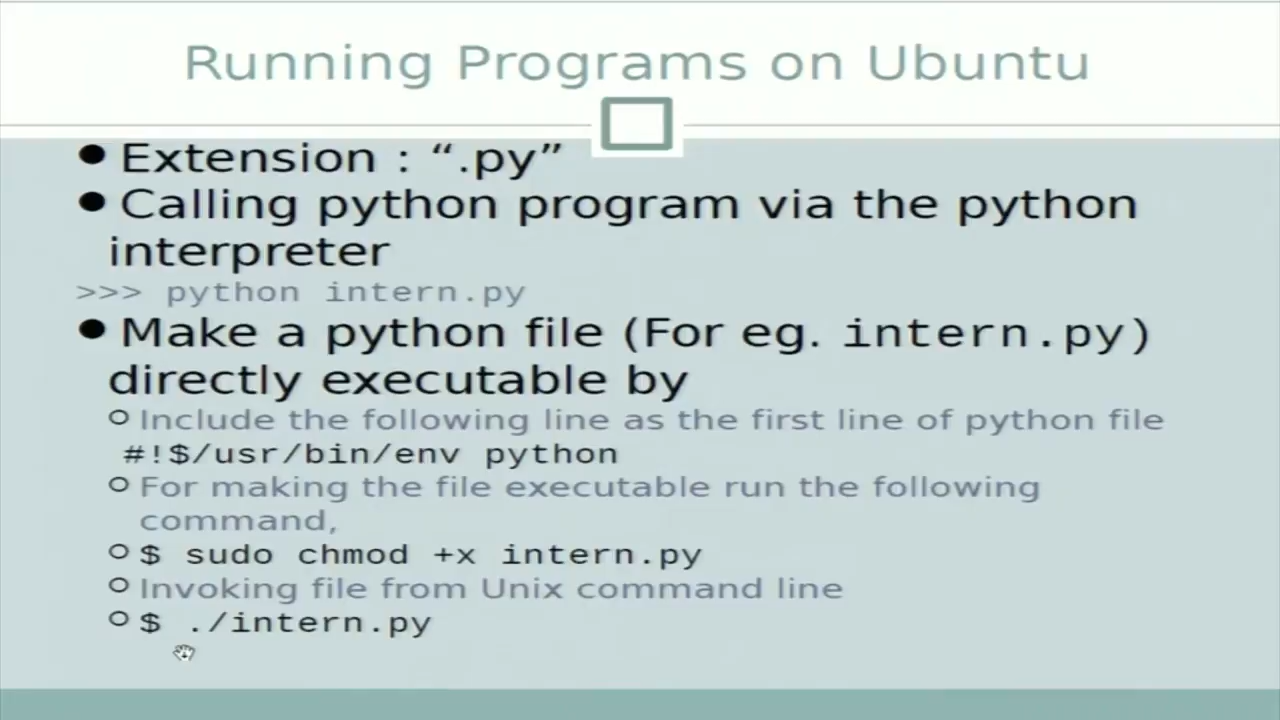 Running Programs on Ubuntu
Extension : “.py”
Calling python program via the python
interpreter
>>> python intern.py
Make a python file (For eg. intern.py)
directly executable by
Include the following line as the first line of python file
#!$/usr/bin/env python
For making the file executable run the following
command,
$ sudo chmod +x intern.py
Invoking file from Unix command line
$ ./intern.py